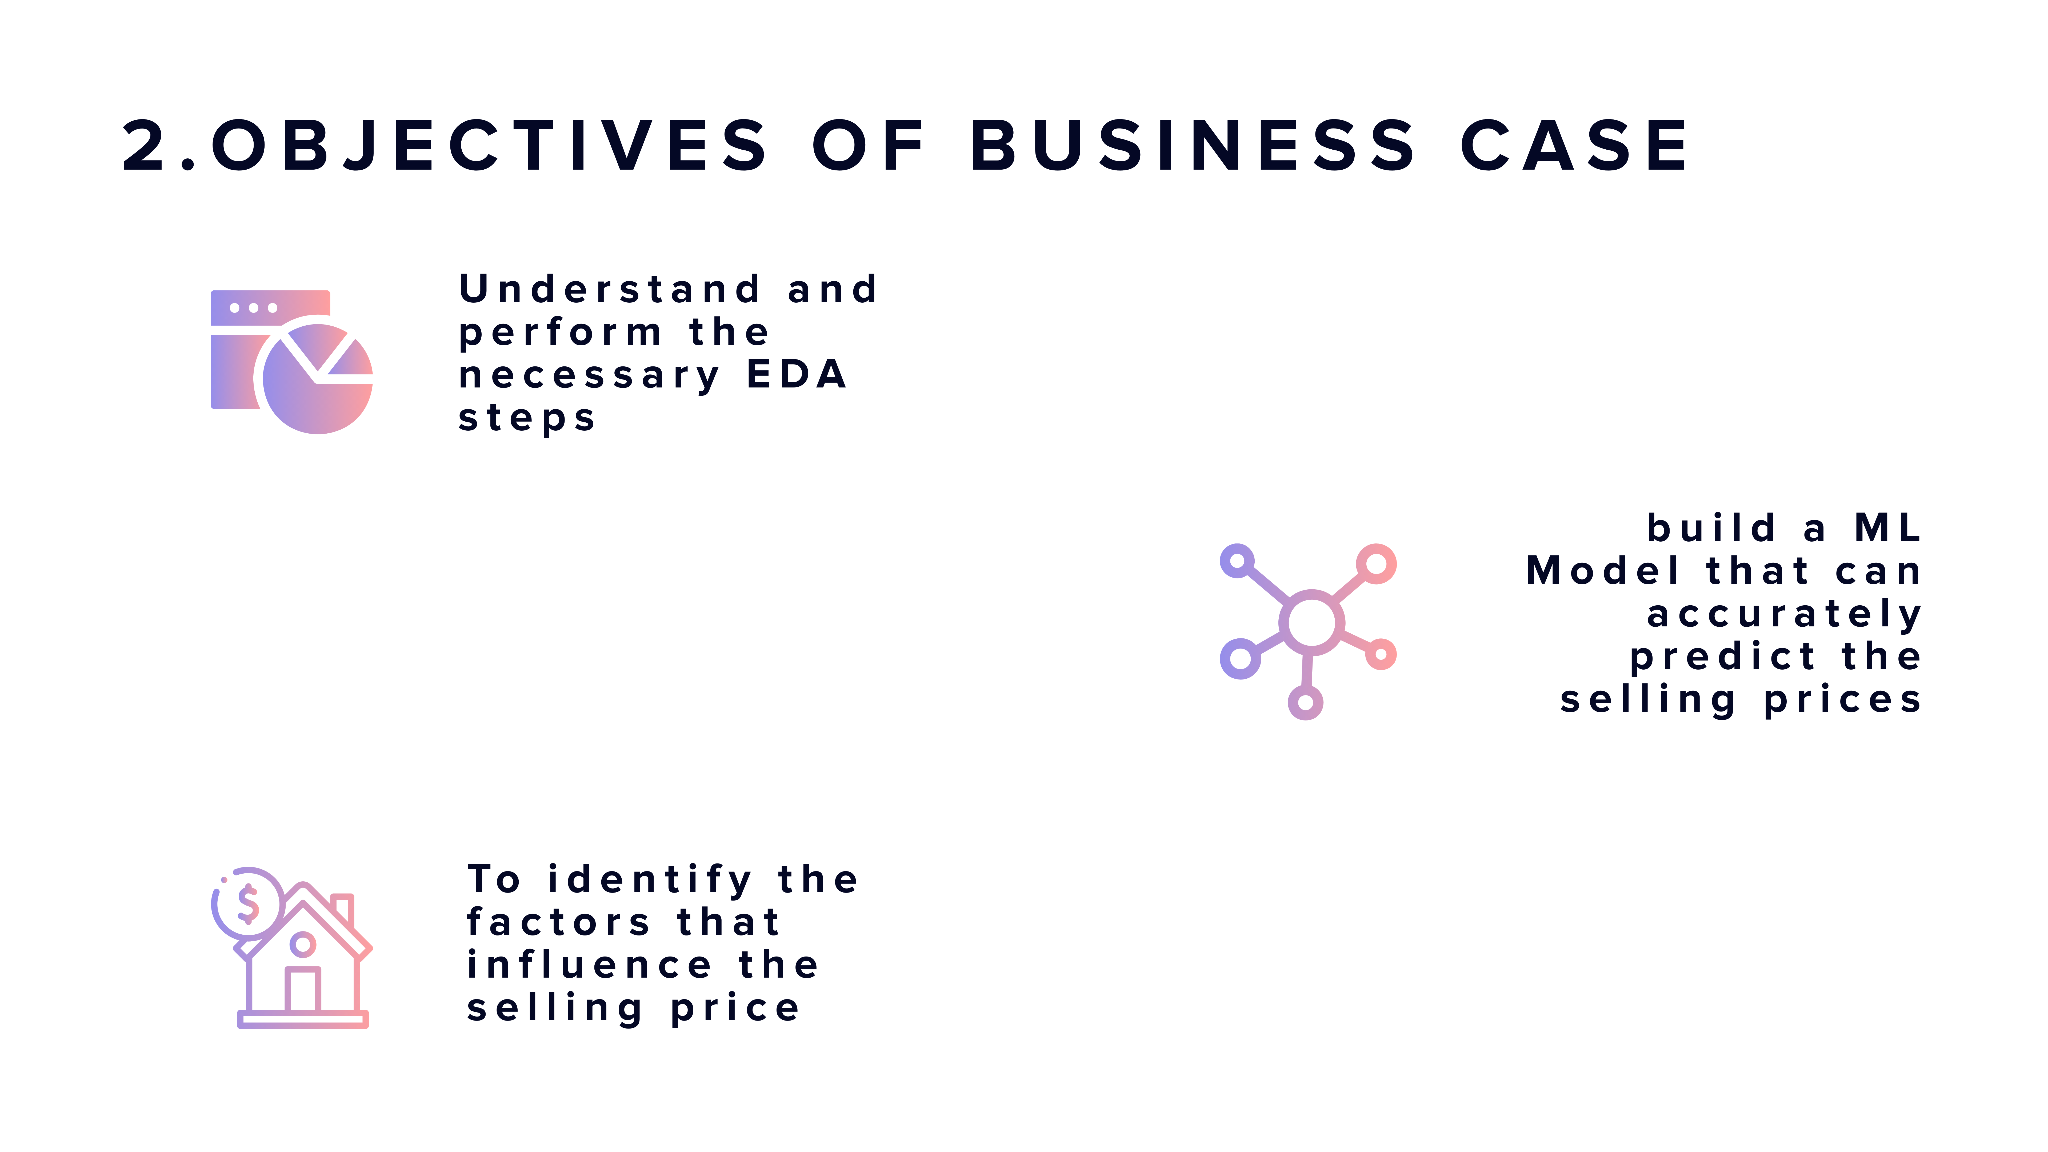 2.OBJECTIVES OF BUSINESS CASE
Understand and
perform the
necessary EDA
steps
build a ML
Model that can
accurately
predict the
selling prices
$
To identify the
factors that
influence the
selling price